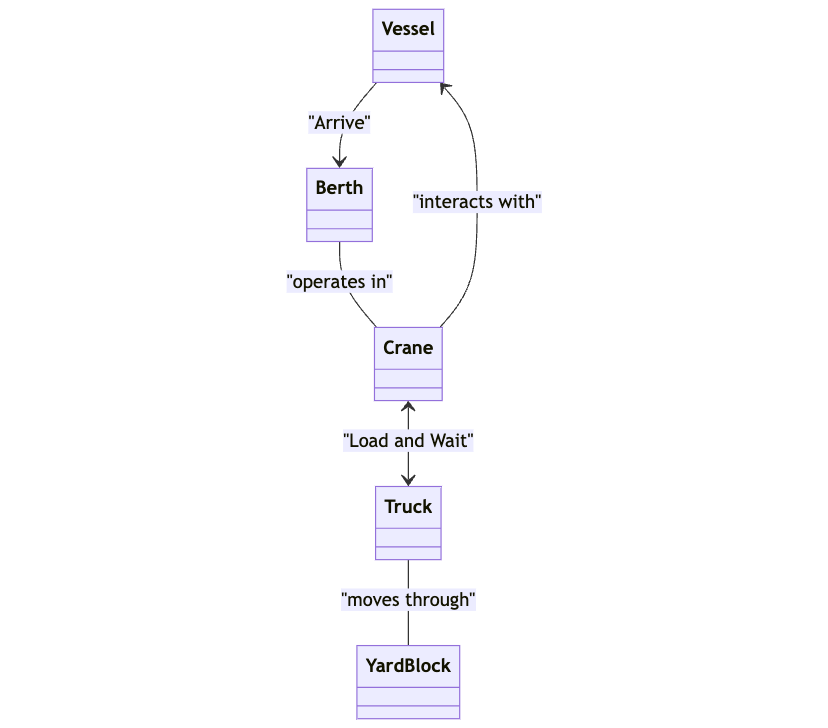 Vessel
"Arrive"
Berth
"interacts with"
"operates in"
Crane
"Load and Wait"
Truck
"moves through"
YardBlock